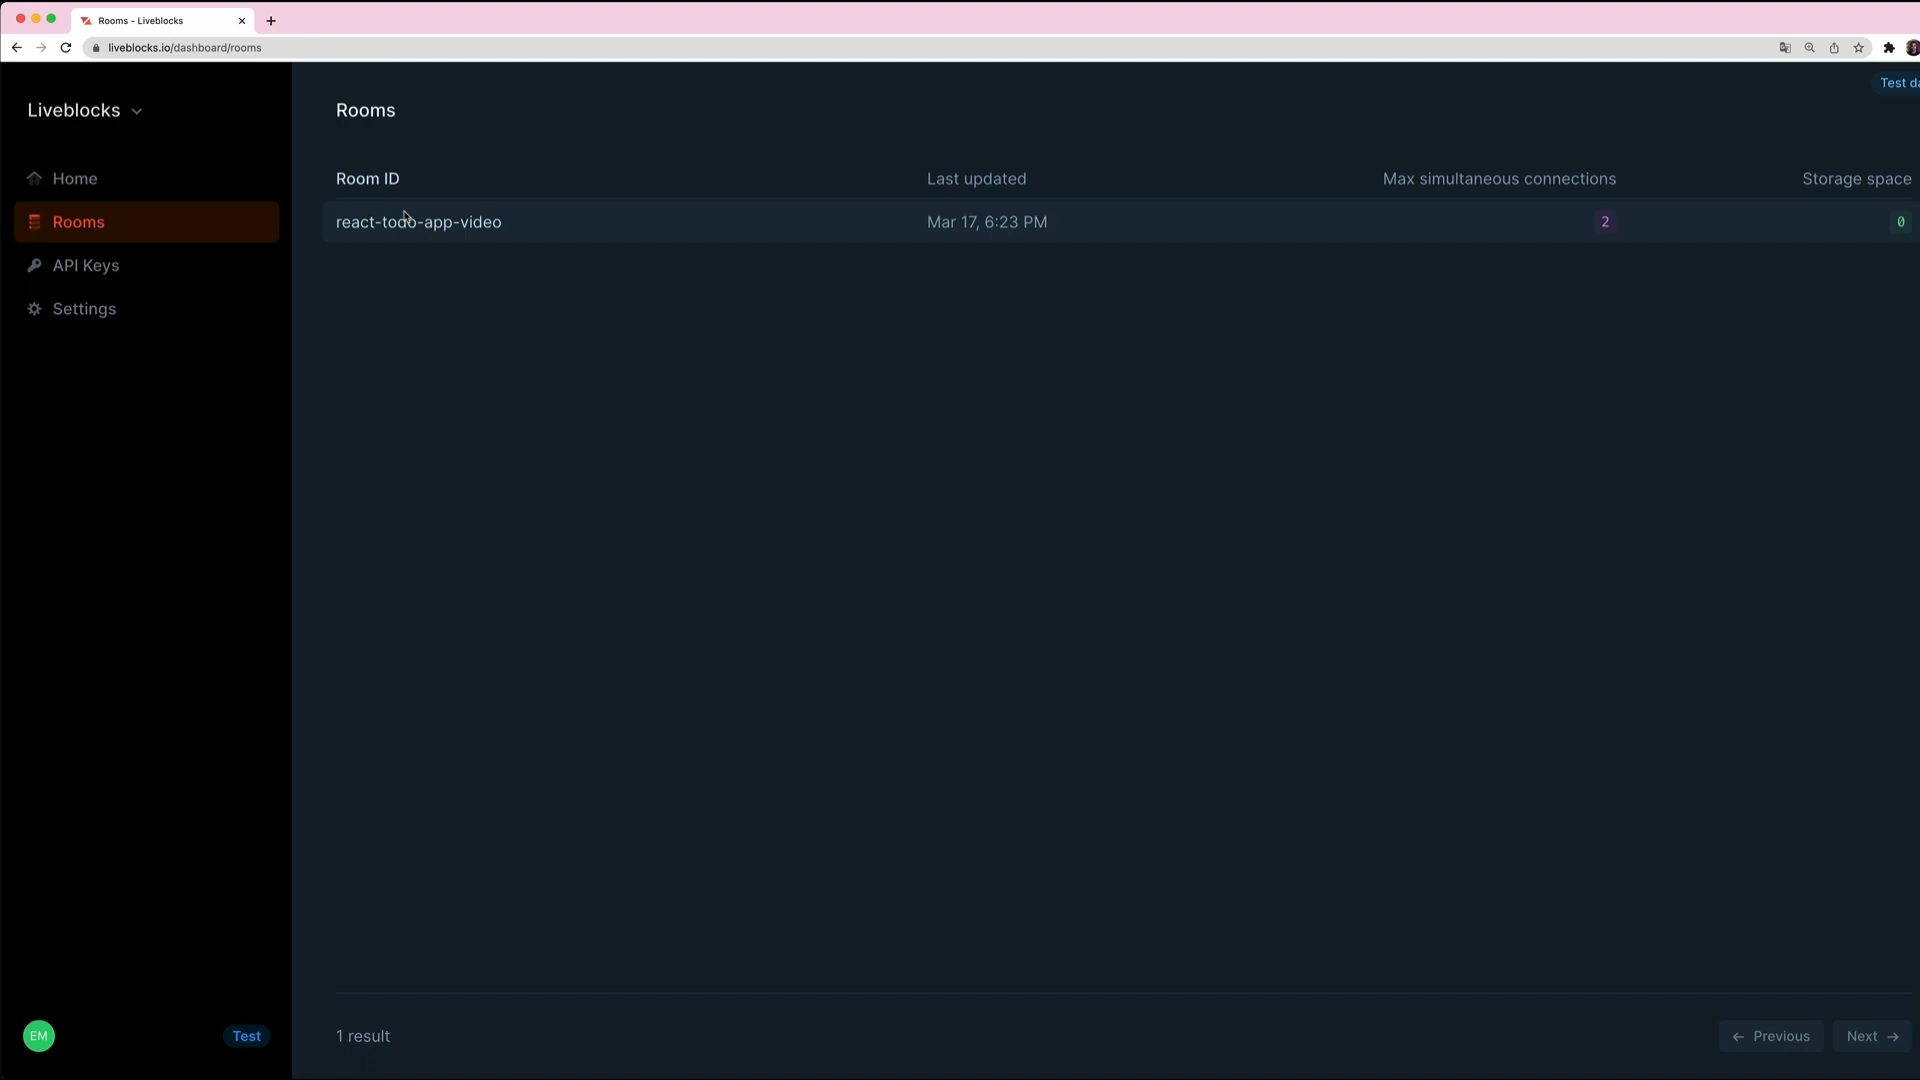 Rooms - Liveblocks
liveblocks.io/dashboard/rooms
Test da
Liveblocks
Rooms
Home
Rooms
API Keys
Settings
Room ID Last updated Max simultaneous connections Storage space
react-todo-app-video Mar 17, 6:23 PM 2 0
EM
Test
1 result
Previous
Next